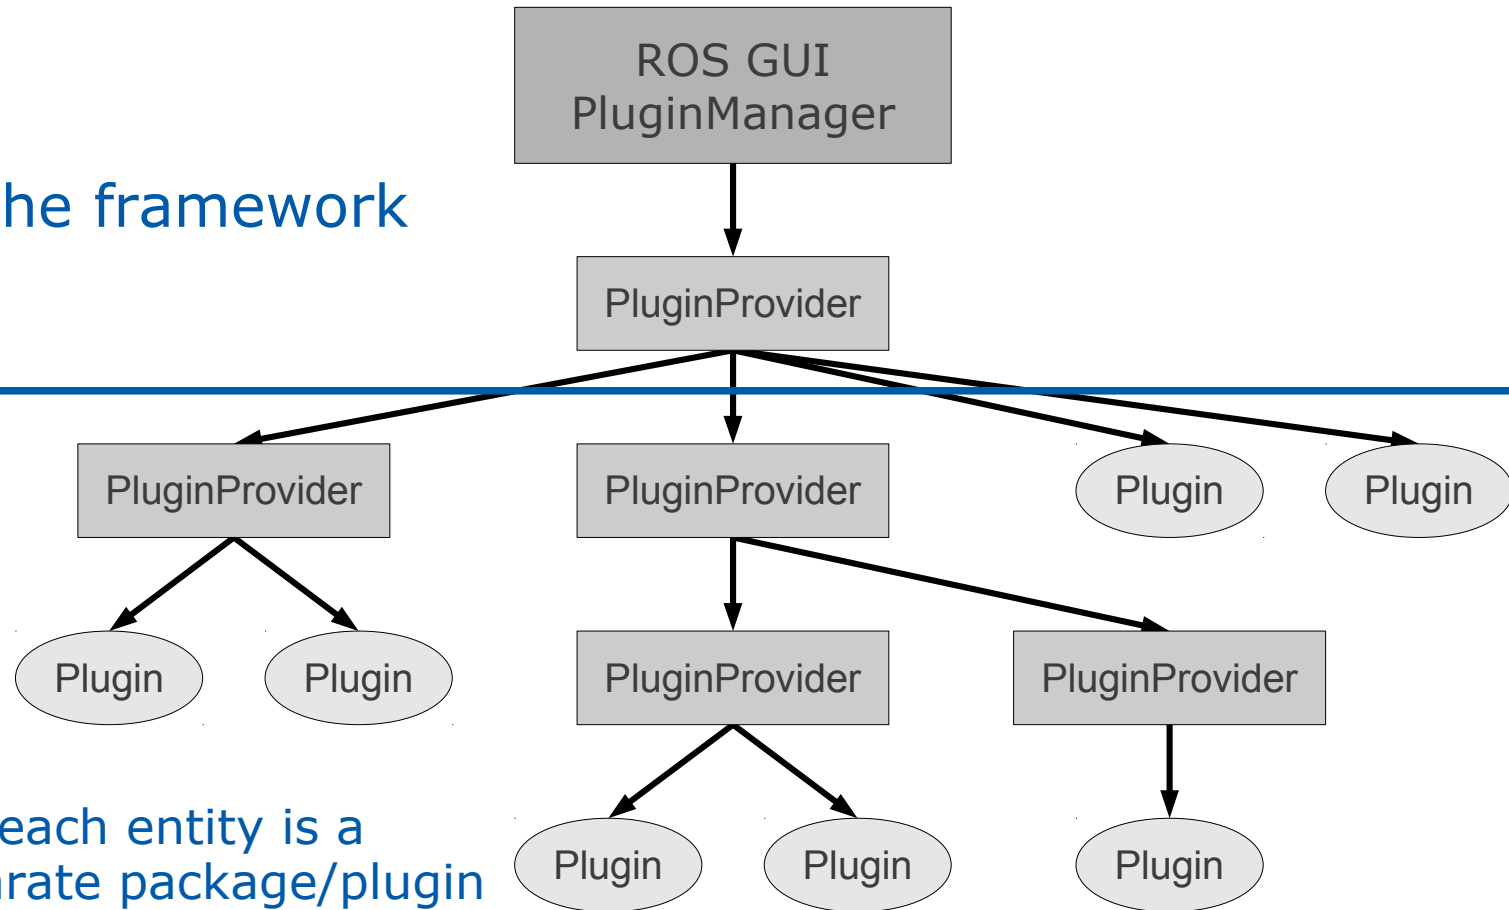 ROS GUI
PluginManager
he framework
PluginProvider
PluginProvider
PluginProvider
Plugin
Plugin
Plugin
Plugin
PluginProvider
PluginProvider
each entity is a
arate package/plugin
Plugin
Plugin
Plugin